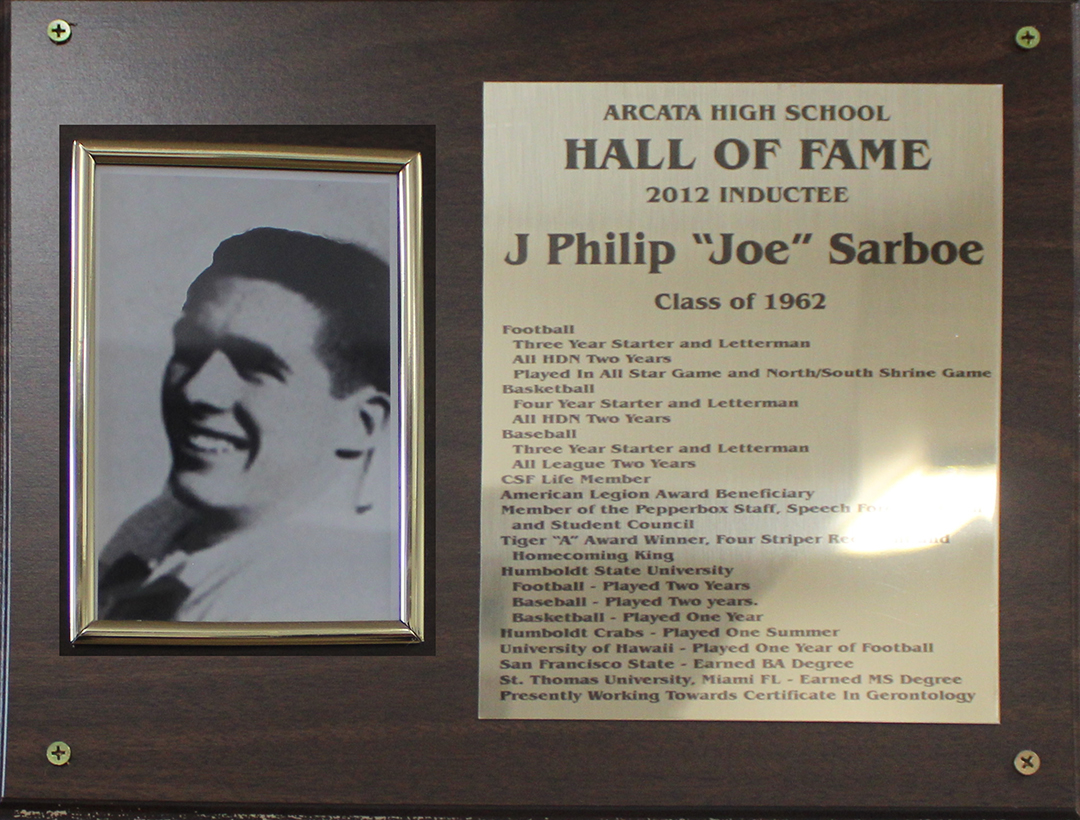 ARCATA HIGH SCHOOL
HALL OF FAME
2012 INDUCTEE
J Philip “Joe” Sarboe
Class of 1962
Football
Three Year Starter and Letterman
All HDN Two Years
Played In All Star Game and North/South Shrine Game
Basketball
Four Year Starter and Letterman
All HDN Two Years
Baseball
Three Year Starter and Letterman
All League Two Years
CSF Life Member
American Legion Award Beneficiary
Member of the Pepperbox Staff, Speech
and Student Council
Tiger “A” Award Winner, Four Striper
Homecoming King
Humboldt State University
Football - Played Two Years
Baseball - Played Two years.
Basketball - Played One Year
Humboldt Crabs - Played One Summer
University of Hawaii - Played One Year of Football
San Francisco State - Earned BA Degree
St. Thomas University, Miami FL - Earned MS Degree
Presently Working Towards Certificate In Gerontology